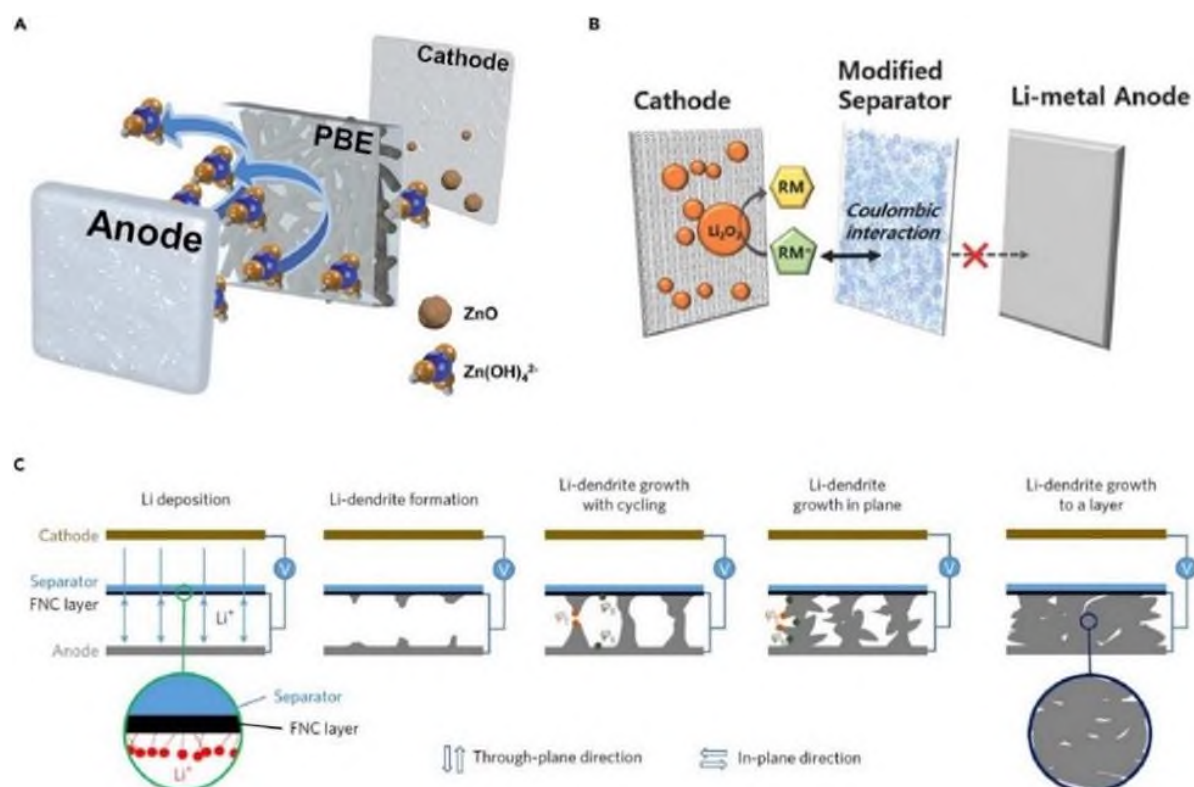 A
Cathode
PBE
Anode
ZnO
Zn(OH)₄²⁻
B
Cathode
Modified
Separator
Li-metal Anode
RM
Li₂O₂
RM⁺
Coulombic
interaction
C
Li deposition
Li-dendrite formation
Li-dendrite growth
with cycling
Li-dendrite
growth in plane
Li-dendrite growth
to a layer
Cathode
Separator
FNC layer
Li⁺
Anode
V
V
V
V
V
Separator
FNC layer
Li⁺
Through-plane direction
In-plane direction